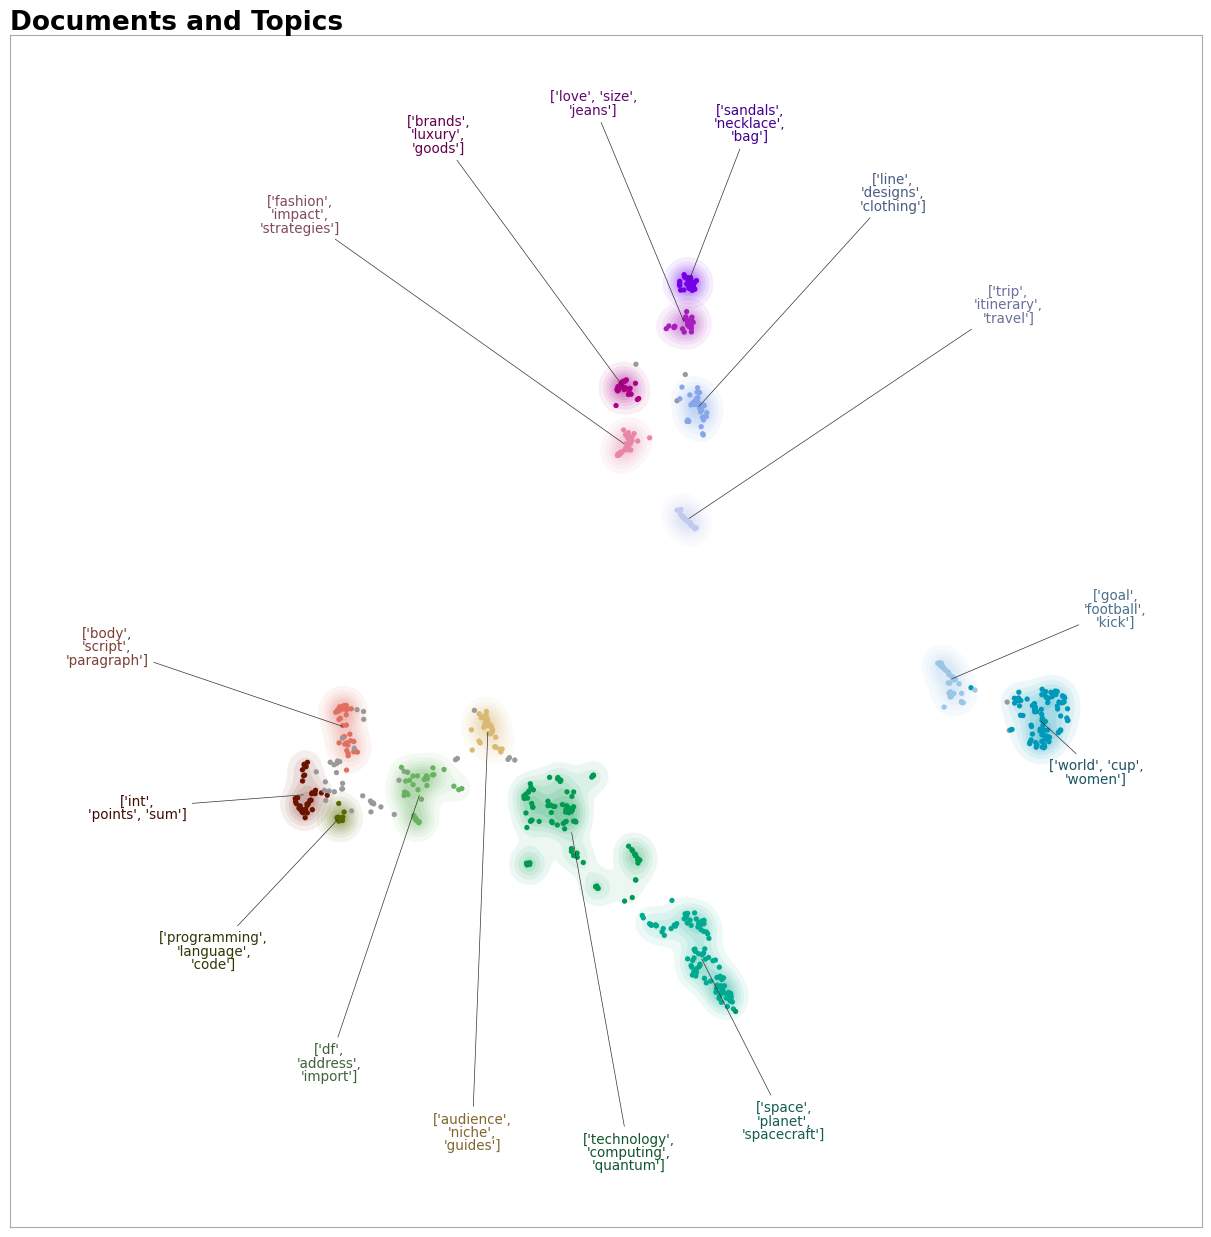 Documents and Topics
['love', 'size',
'jeans']
['sandals',
'necklace',
'bag']
['brands',
'luxury',
'goods']
['line',
'designs',
'clothing']
['fashion',
'impact',
'strategies']
['trip',
'itinerary',
'travel']
['goal',
'football',
'kick']
['body',
'script',
'paragraph']
['world', 'cup',
'women']
['int',
'points', 'sum']
['programming',
'language',
'code']
['df',
'address',
'import']
['audience',
'niche',
'guides']
['technology',
'computing',
'quantum']
['space',
'planet',
'spacecraft']